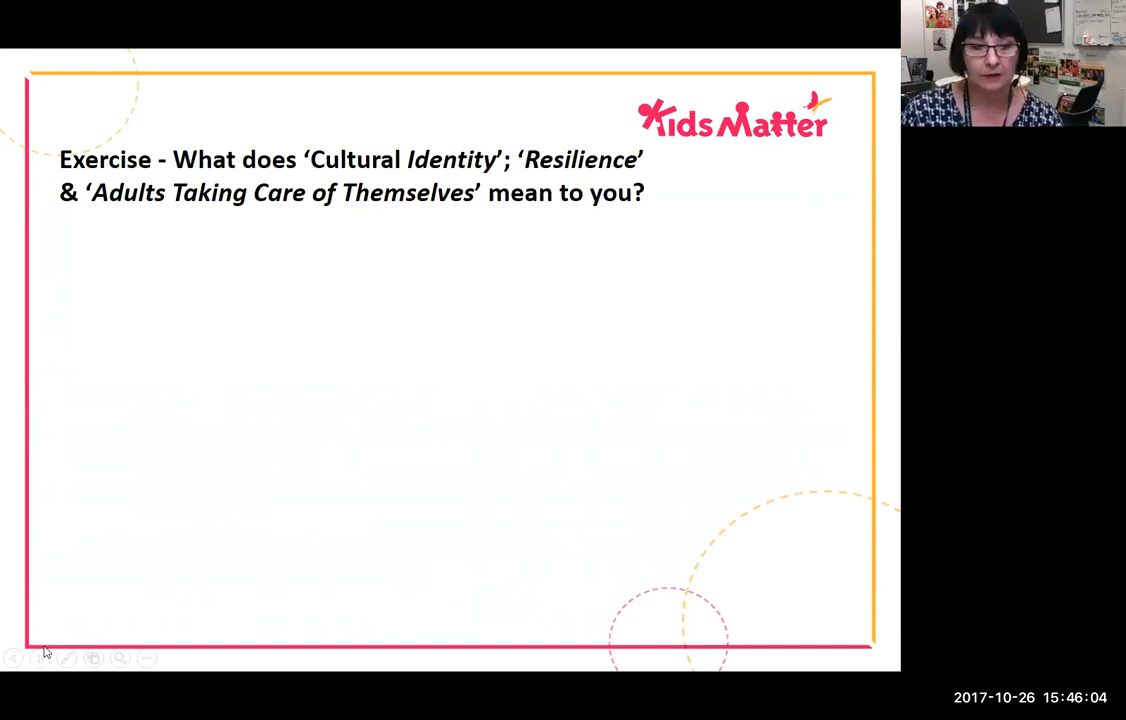 Kids Matter
Exercise - What does ‘Cultural Identity’; ‘Resilience’
& ‘Adults Taking Care of Themselves’ mean to you?
2017-10-26 15:46:04